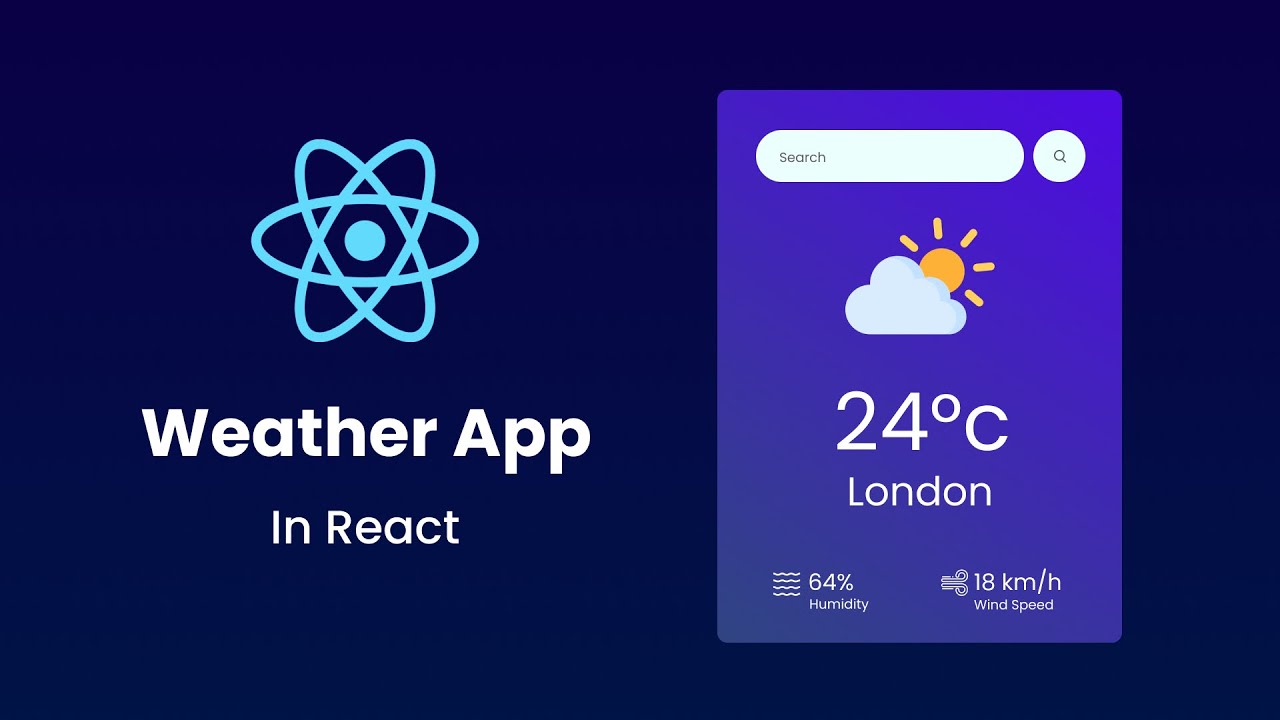 Weather App
In React
Search
24°c
London
64%
Humidity
18 km/h
Wind Speed